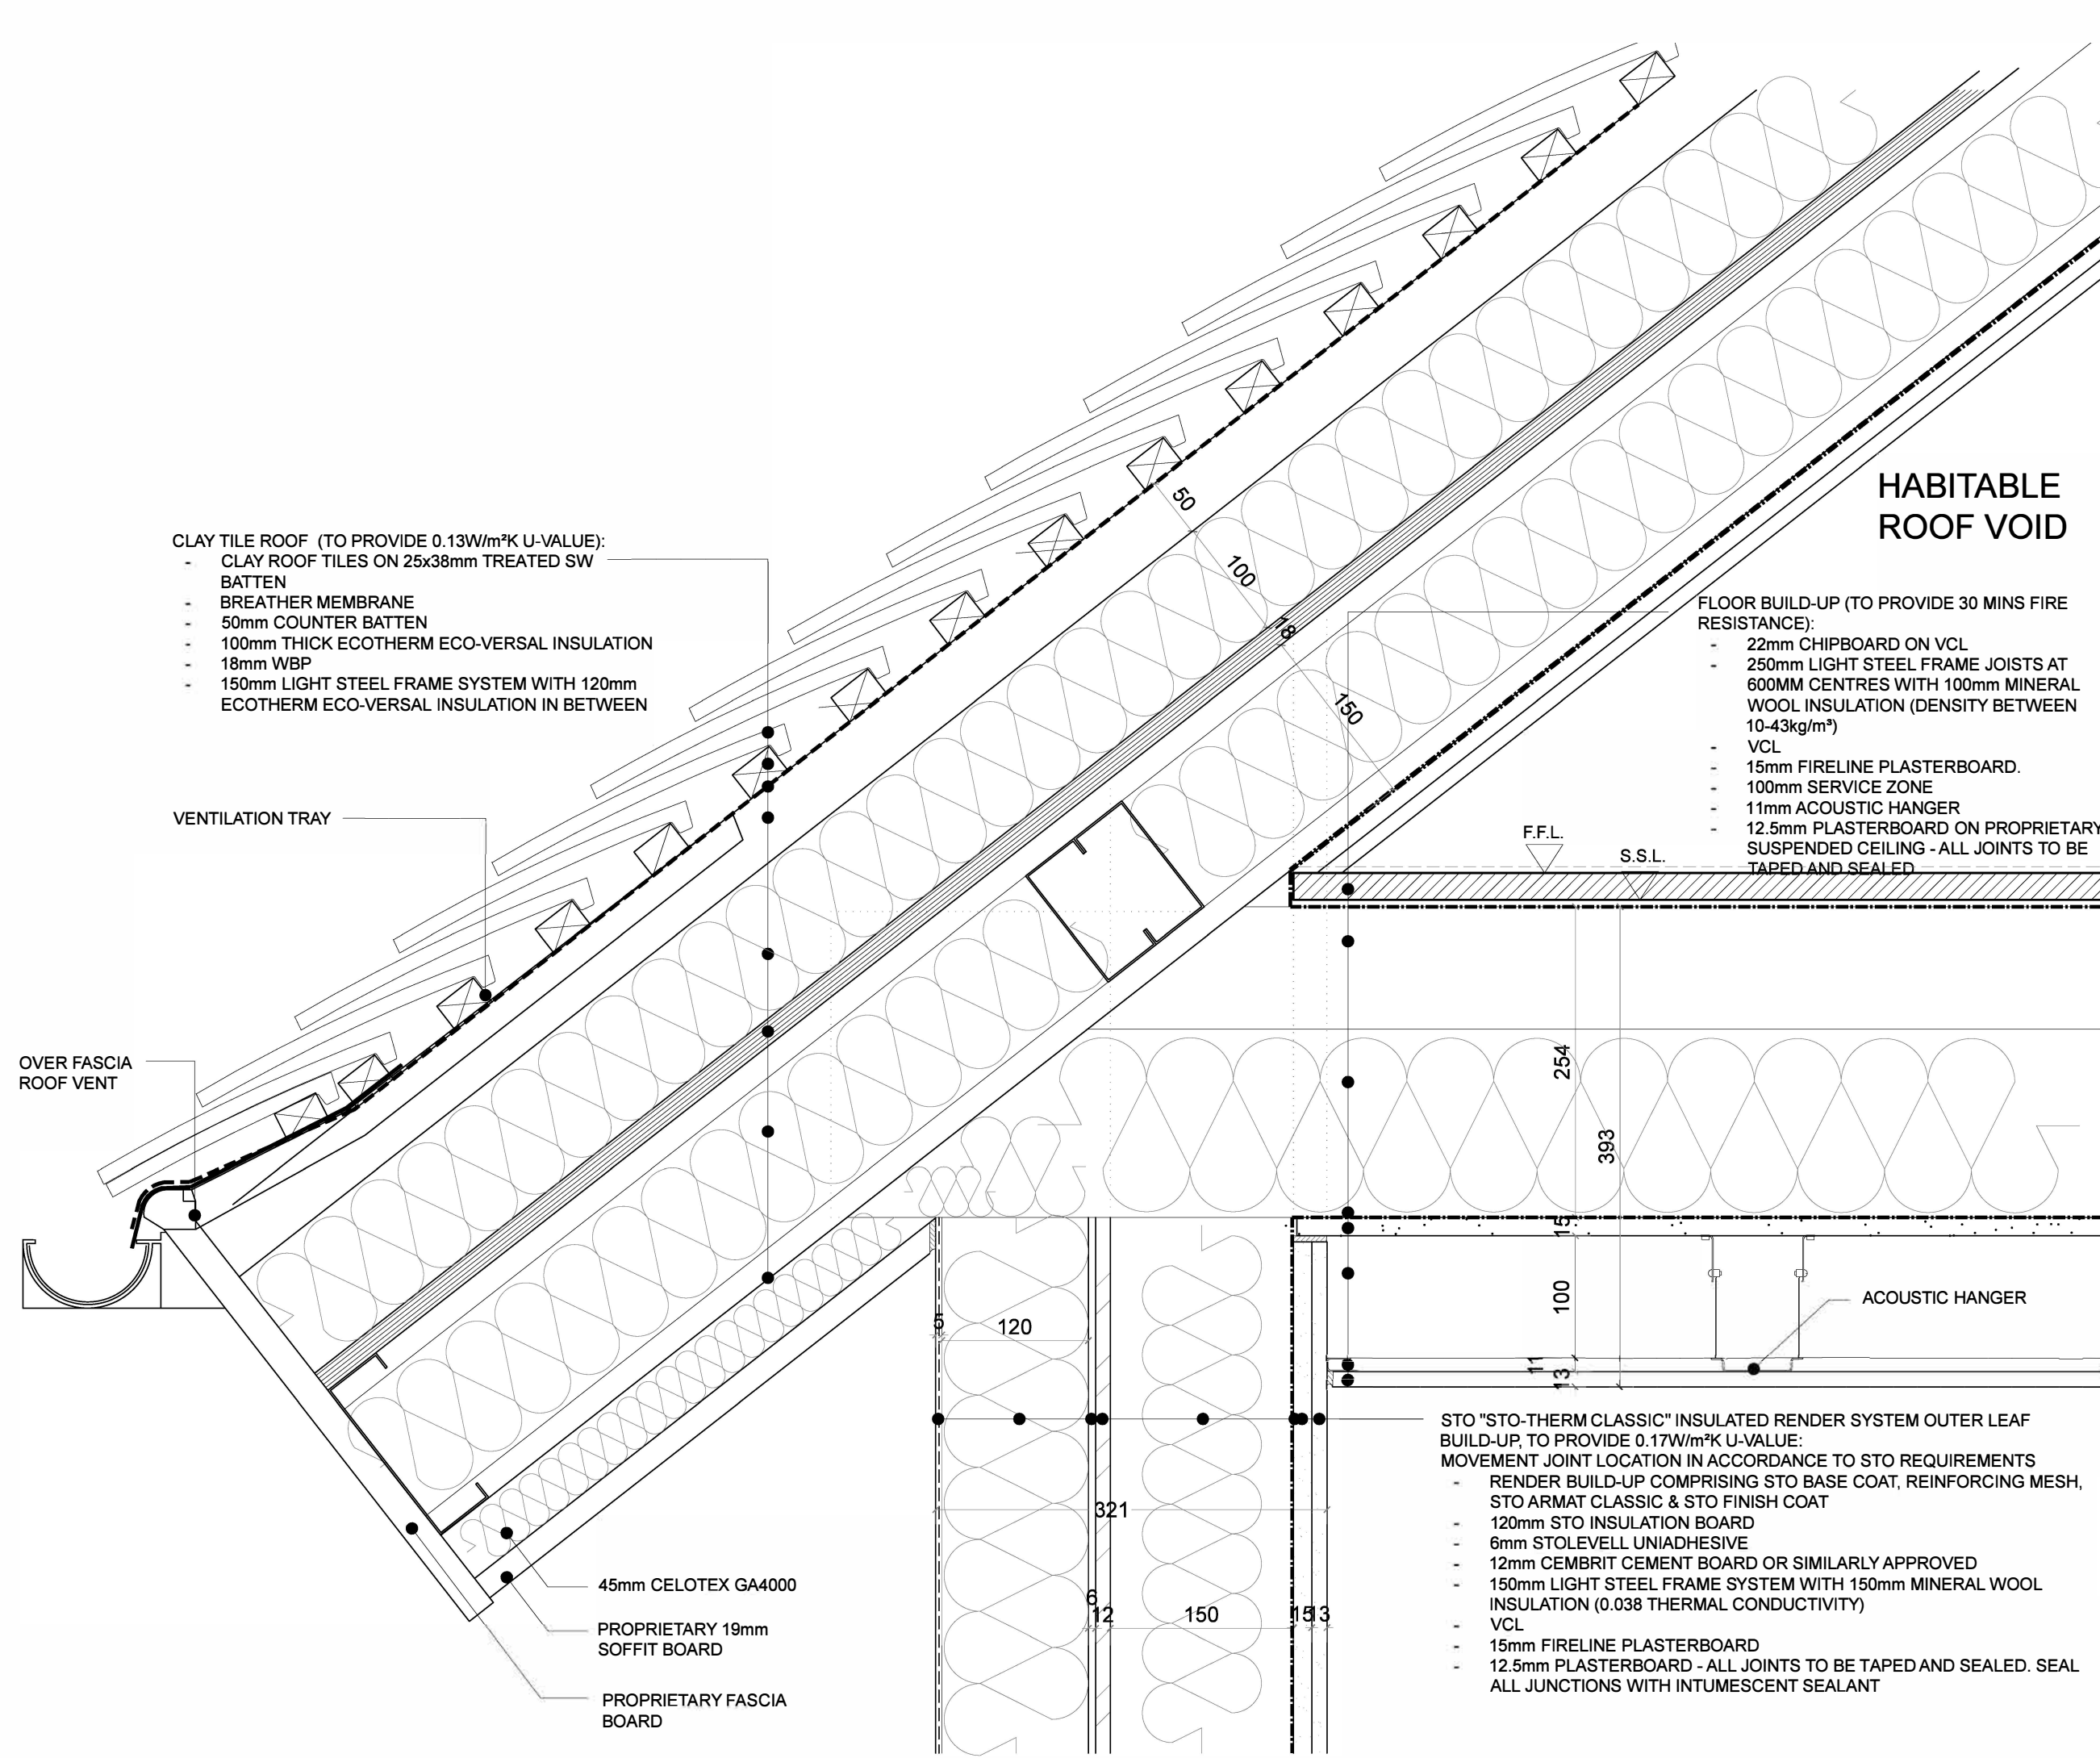 HABITABLE
ROOF VOID
CLAY TILE ROOF (TO PROVIDE 0.13W/m²K U-VALUE):
- CLAY ROOF TILES ON 25x38mm TREATED SW
BATTEN
- BREATHER MEMBRANE
- 50mm COUNTER BATTEN
- 100mm THICK ECOTHERM ECO-VERSAL INSULATION
- 18mm WBP
- 150mm LIGHT STEEL FRAME SYSTEM WITH 120mm
ECOTHERM ECO-VERSAL INSULATION IN BETWEEN
VENTILATION TRAY
OVER FASCIA
ROOF VENT
50
100
18
150
FLOOR BUILD-UP (TO PROVIDE 30 MINS FIRE
RESISTANCE):
- 22mm CHIPBOARD ON VCL
- 250mm LIGHT STEEL FRAME JOISTS AT
600MM CENTRES WITH 100mm MINERAL
WOOL INSULATION (DENSITY BETWEEN
10-43kg/m³)
- VCL
- 15mm FIRELINE PLASTERBOARD.
- 100mm SERVICE ZONE
- 11mm ACOUSTIC HANGER
- 12.5mm PLASTERBOARD ON PROPRIETARY
SUSPENDED CEILING - ALL JOINTS TO BE
TAPED AND SEALED
F.F.L.
S.S.L.
254
393
15
100
11
13
ACOUSTIC HANGER
5
120
321
6
12
150
15
13
STO "STO-THERM CLASSIC" INSULATED RENDER SYSTEM OUTER LEAF
BUILD-UP, TO PROVIDE 0.17W/m²K U-VALUE:
MOVEMENT JOINT LOCATION IN ACCORDANCE TO STO REQUIREMENTS
- RENDER BUILD-UP COMPRISING STO BASE COAT, REINFORCING MESH,
STO ARMAT CLASSIC & STO FINISH COAT
- 120mm STO INSULATION BOARD
- 6mm STOLEVELL UNIADHESIVE
- 12mm CEMBRIT CEMENT BOARD OR SIMILARLY APPROVED
- 150mm LIGHT STEEL FRAME SYSTEM WITH 150mm MINERAL WOOL
INSULATION (0.038 THERMAL CONDUCTIVITY)
- VCL
- 15mm FIRELINE PLASTERBOARD
- 12.5mm PLASTERBOARD - ALL JOINTS TO BE TAPED AND SEALED. SEAL
ALL JUNCTIONS WITH INTUMESCENT SEALANT
45mm CELOTEX GA4000
PROPRIETARY 19mm
SOFFIT BOARD
PROPRIETARY FASCIA
BOARD